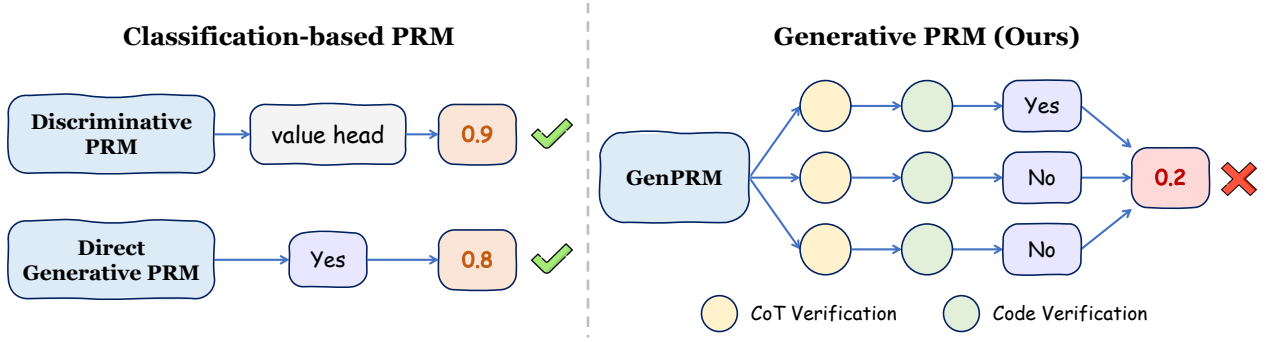 Classification-based PRM
Discriminative
PRM
value head
0.9
Direct
Generative PRM
Yes
0.8
Generative PRM (Ours)
GenPRM
Yes
No
No
0.2
CoT Verification
Code Verification